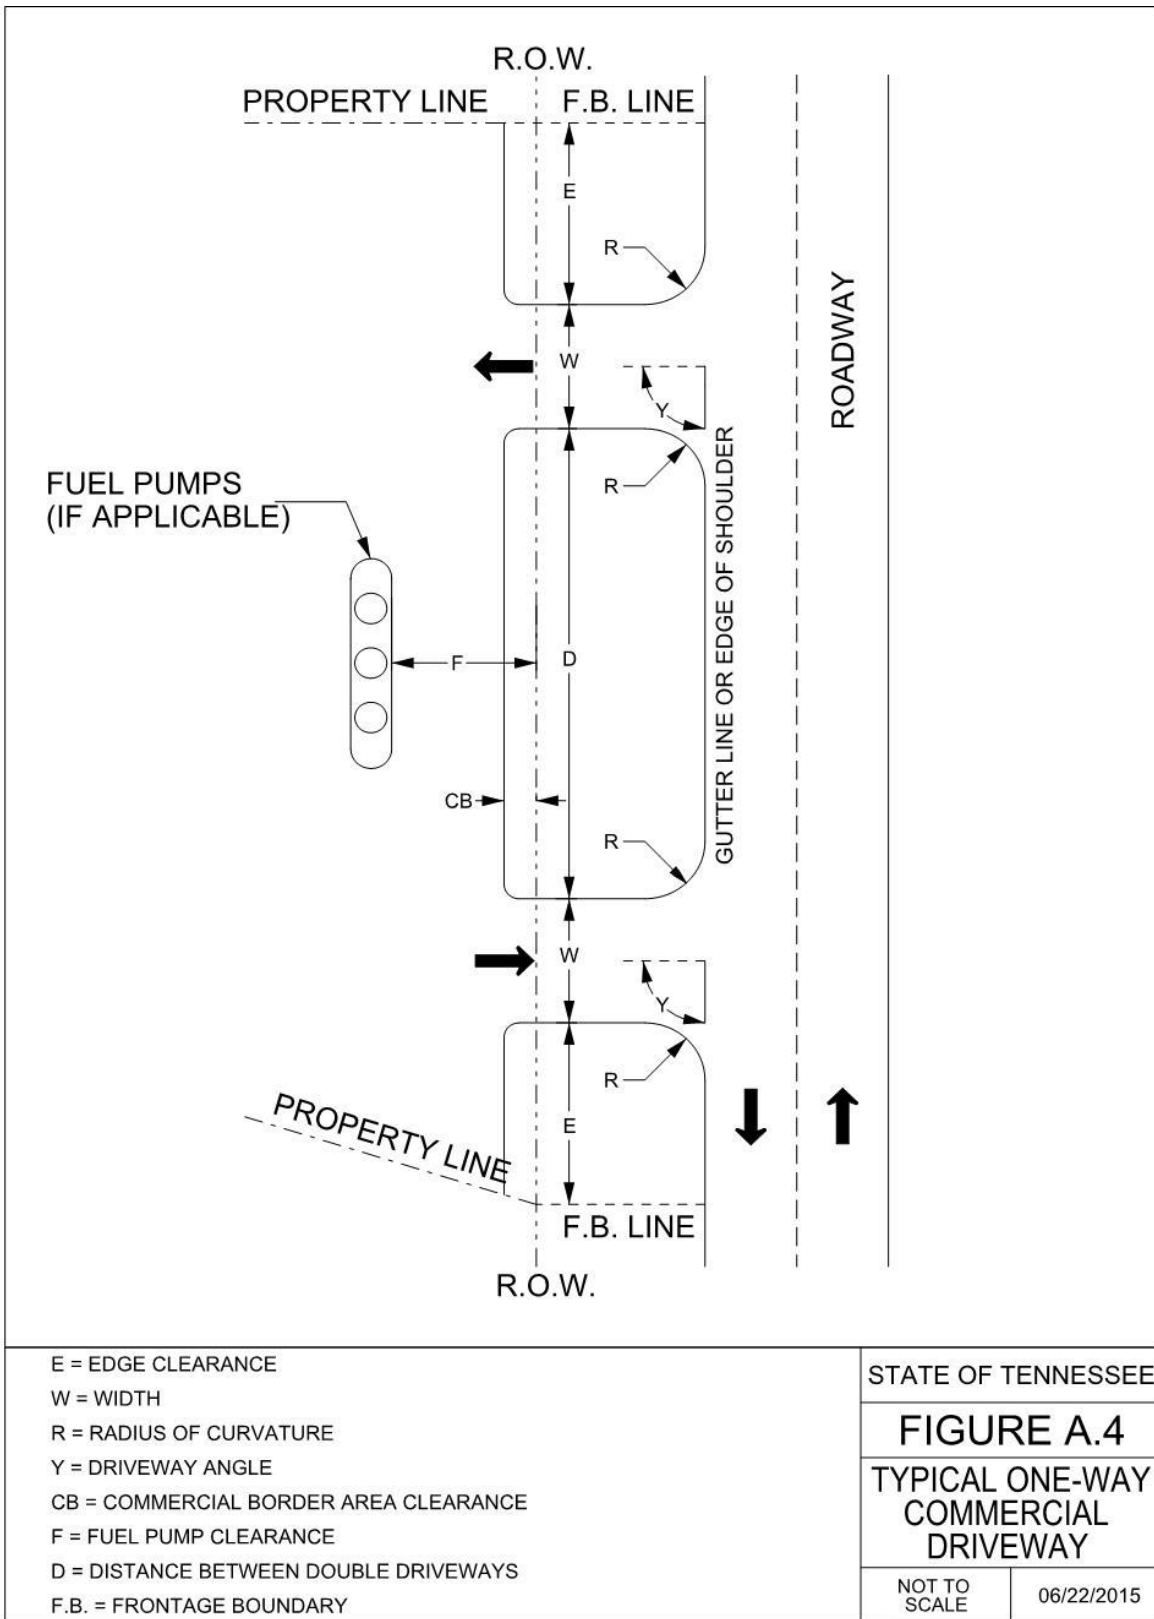 R.O.W.
PROPERTY LINE
F.B. LINE
E
R
W
Y
ROADWAY
R
GUTTER LINE OR EDGE OF SHOULDER
FUEL PUMPS
(IF APPLICABLE)
F
D
CB
R
W
Y
R
E
PROPERTY LINE
F.B. LINE
R.O.W.
E = EDGE CLEARANCE
W = WIDTH
R = RADIUS OF CURVATURE
Y = DRIVEWAY ANGLE
CB = COMMERCIAL BORDER AREA CLEARANCE
F = FUEL PUMP CLEARANCE
D = DISTANCE BETWEEN DOUBLE DRIVEWAYS
F.B. = FRONTAGE BOUNDARY
STATE OF TENNESSEE
FIGURE A.4
TYPICAL ONE-WAY
COMMERCIAL
DRIVEWAY
NOT TO
SCALE
06/22/2015